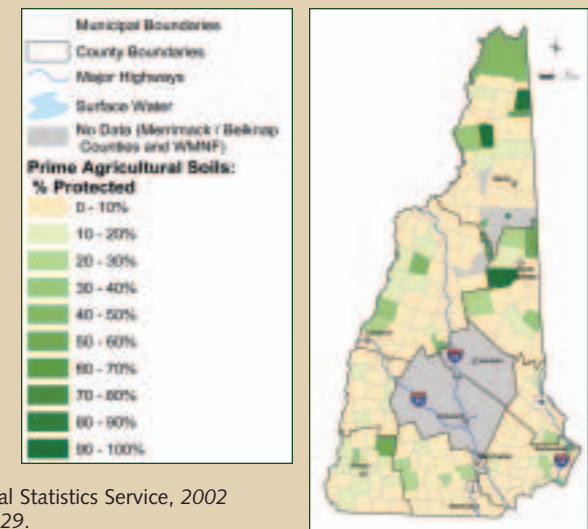 Municipal Boundaries
County Boundaries
Major Highways
Surface Water
No Data (Merrimack / Belknap
Counties and WMNF)
Prime Agricultural Soils:
% Protected
0 - 10%
10 - 20%
20 - 30%
30 - 40%
40 - 50%
50 - 60%
60 - 70%
70 - 80%
80 - 90%
90 - 100%
al Statistics Service, 2002
29.